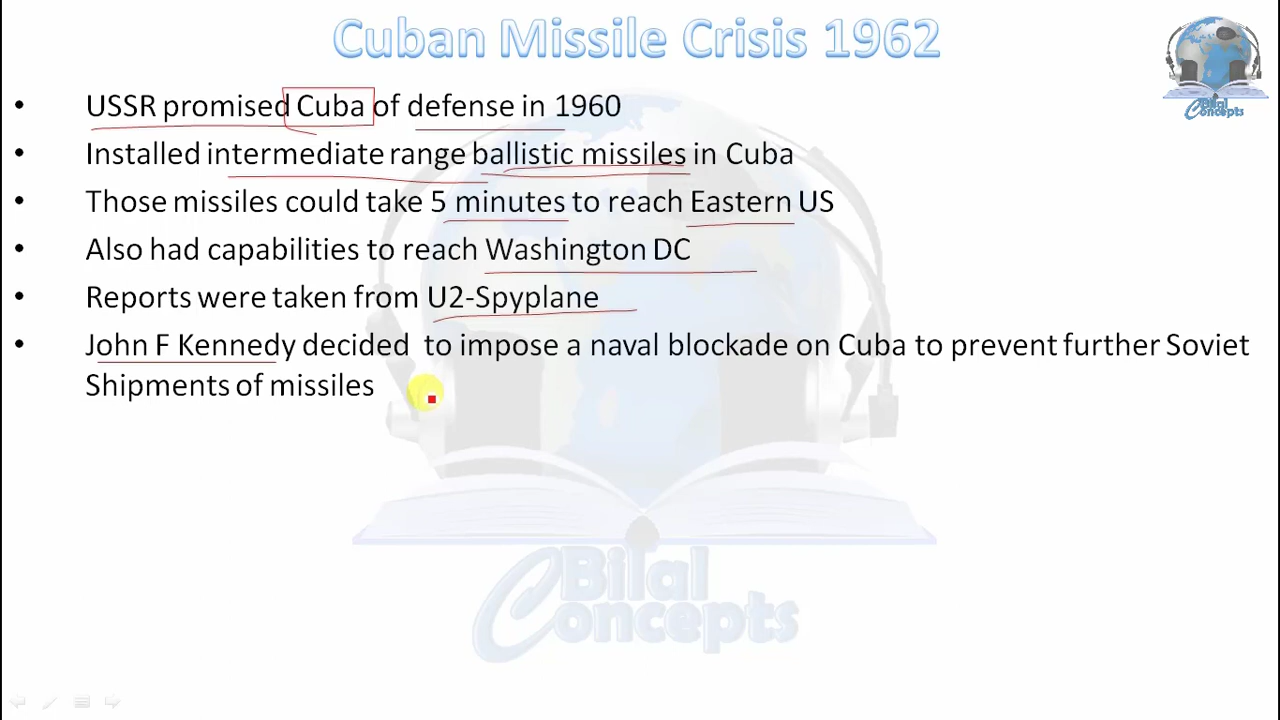 Cuban Missile Crisis 1962
Bilal
Concepts
• USSR promised Cuba of defense in 1960
• Installed intermediate range ballistic missiles in Cuba
• Those missiles could take 5 minutes to reach Eastern US
• Also had capabilities to reach Washington DC
• Reports were taken from U2-Spyplane
• John F Kennedy decided to impose a naval blockade on Cuba to prevent further Soviet
Shipments of missiles
Bilal
Concepts